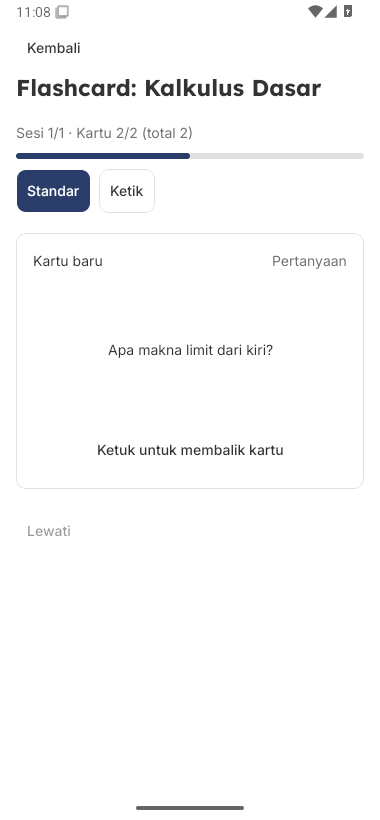 11:08
Kembali
Flashcard: Kalkulus Dasar
Sesi 1/1 · Kartu 2/2 (total 2)
Standar
Ketik
Kartu baru
Pertanyaan
Apa makna limit dari kiri?
Ketuk untuk membalik kartu
Lewati